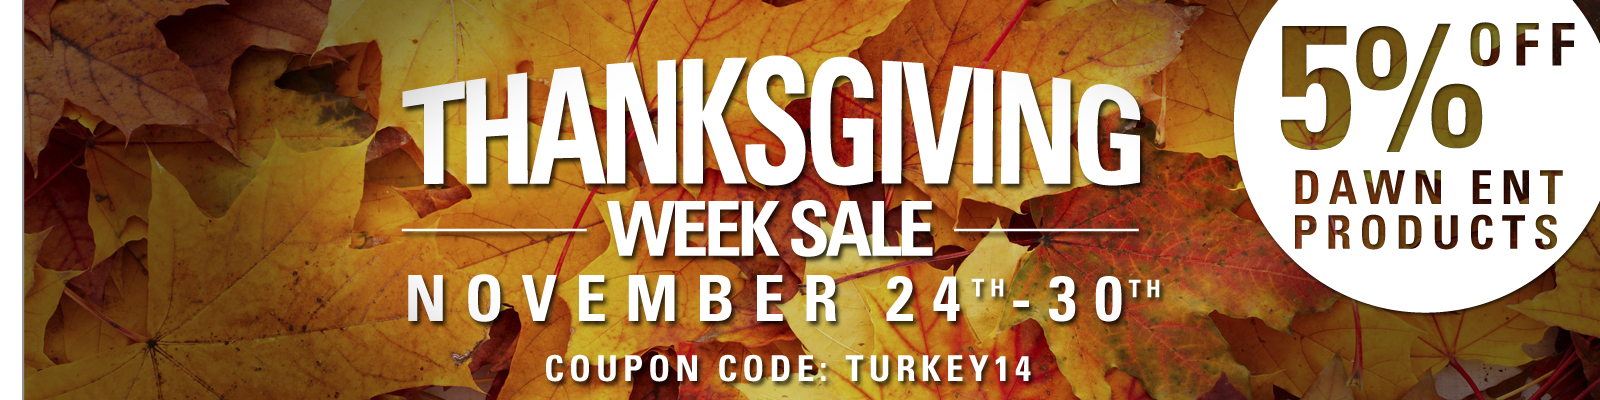 THANKSGIVING
WEEK SALE
NOVEMBER 24TH-30TH
COUPON CODE: TURKEY14
5% OFF
DAWN ENT
PRODUCTS